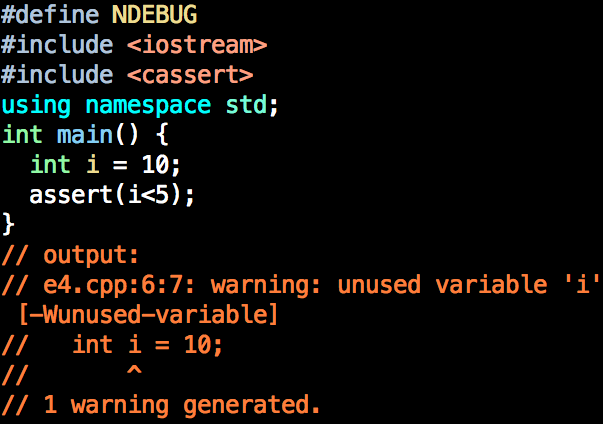 #define NDEBUG
#include <iostream>
#include <cassert>
using namespace std;
int main() {
  int i = 10;
  assert(i<5);
}
// output:
// e4.cpp:6:7: warning: unused variable 'i'
 [-Wunused-variable]
//   int i = 10;
//       ^
// 1 warning generated.